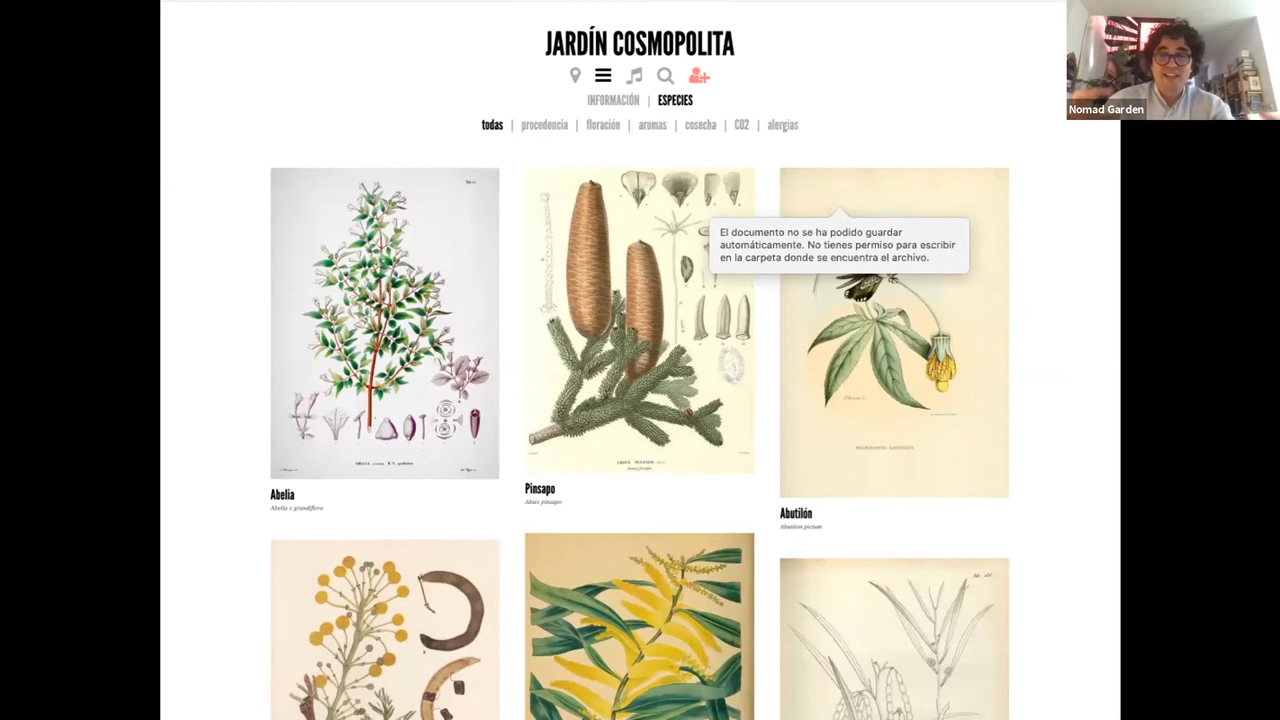 JARDÍN COSMOPOLITA
Nomad Garden
INFORMACIÓN | ESPECIES
todas | procedencia | floración | aromas | cosecha | CO2 | alergias
El documento no se ha podido guardar
automáticamente. No tienes permiso para escribir
en la carpeta donde se encuentra el archivo.
Abelia
Abelia x grandiflora
Pinsapo
Abies pinsapo
Abutilón
Abutilon pictum